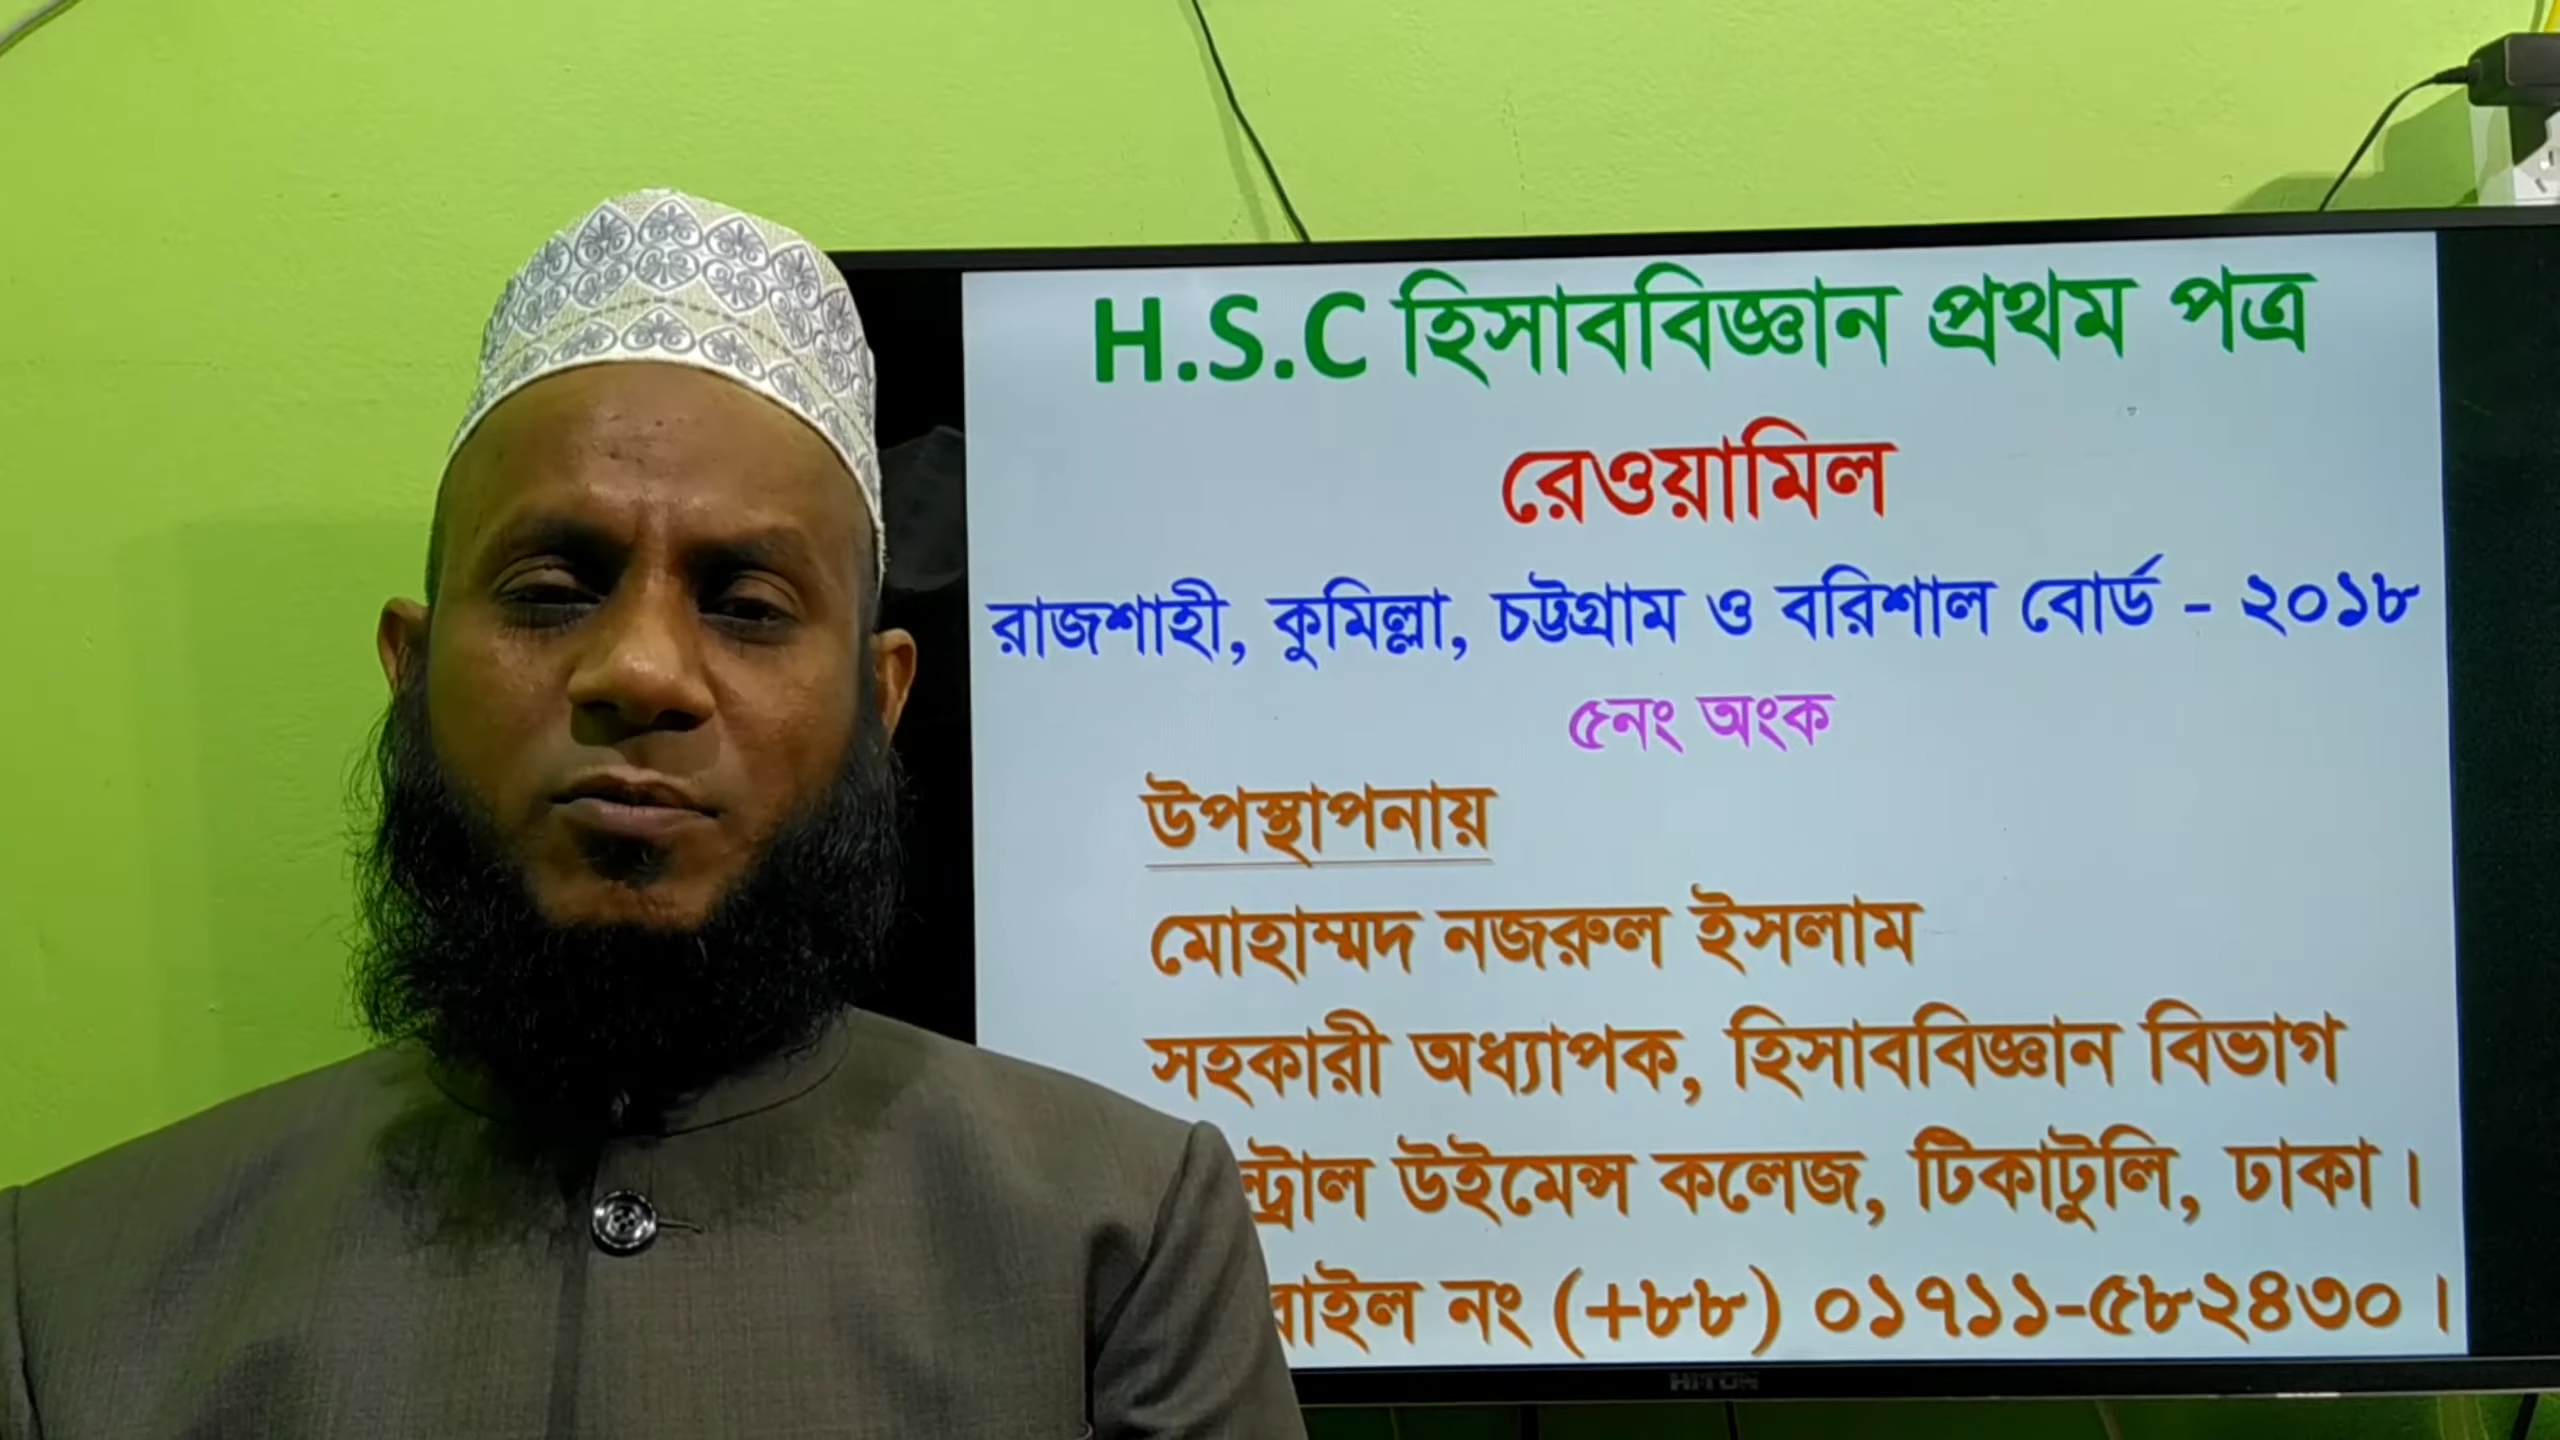 H.S.C হিসাববিজ্ঞান প্রথম পত্র
রেওয়ামিল
রাজশাহী, কুমিল্লা, চট্টগ্রাম ও বরিশাল বোর্ড - ২০১৮
৫নং অংক
উপস্থাপনায়
মোহাম্মদ নজরুল ইসলাম
সহকারী অধ্যাপক, হিসাববিজ্ঞান বিভাগ
উইমেন্স কলেজ, টিকাটুলি, ঢাকা।
নং (+৮৮) ০১৭১১-৫৮২৪৩০।
HITON